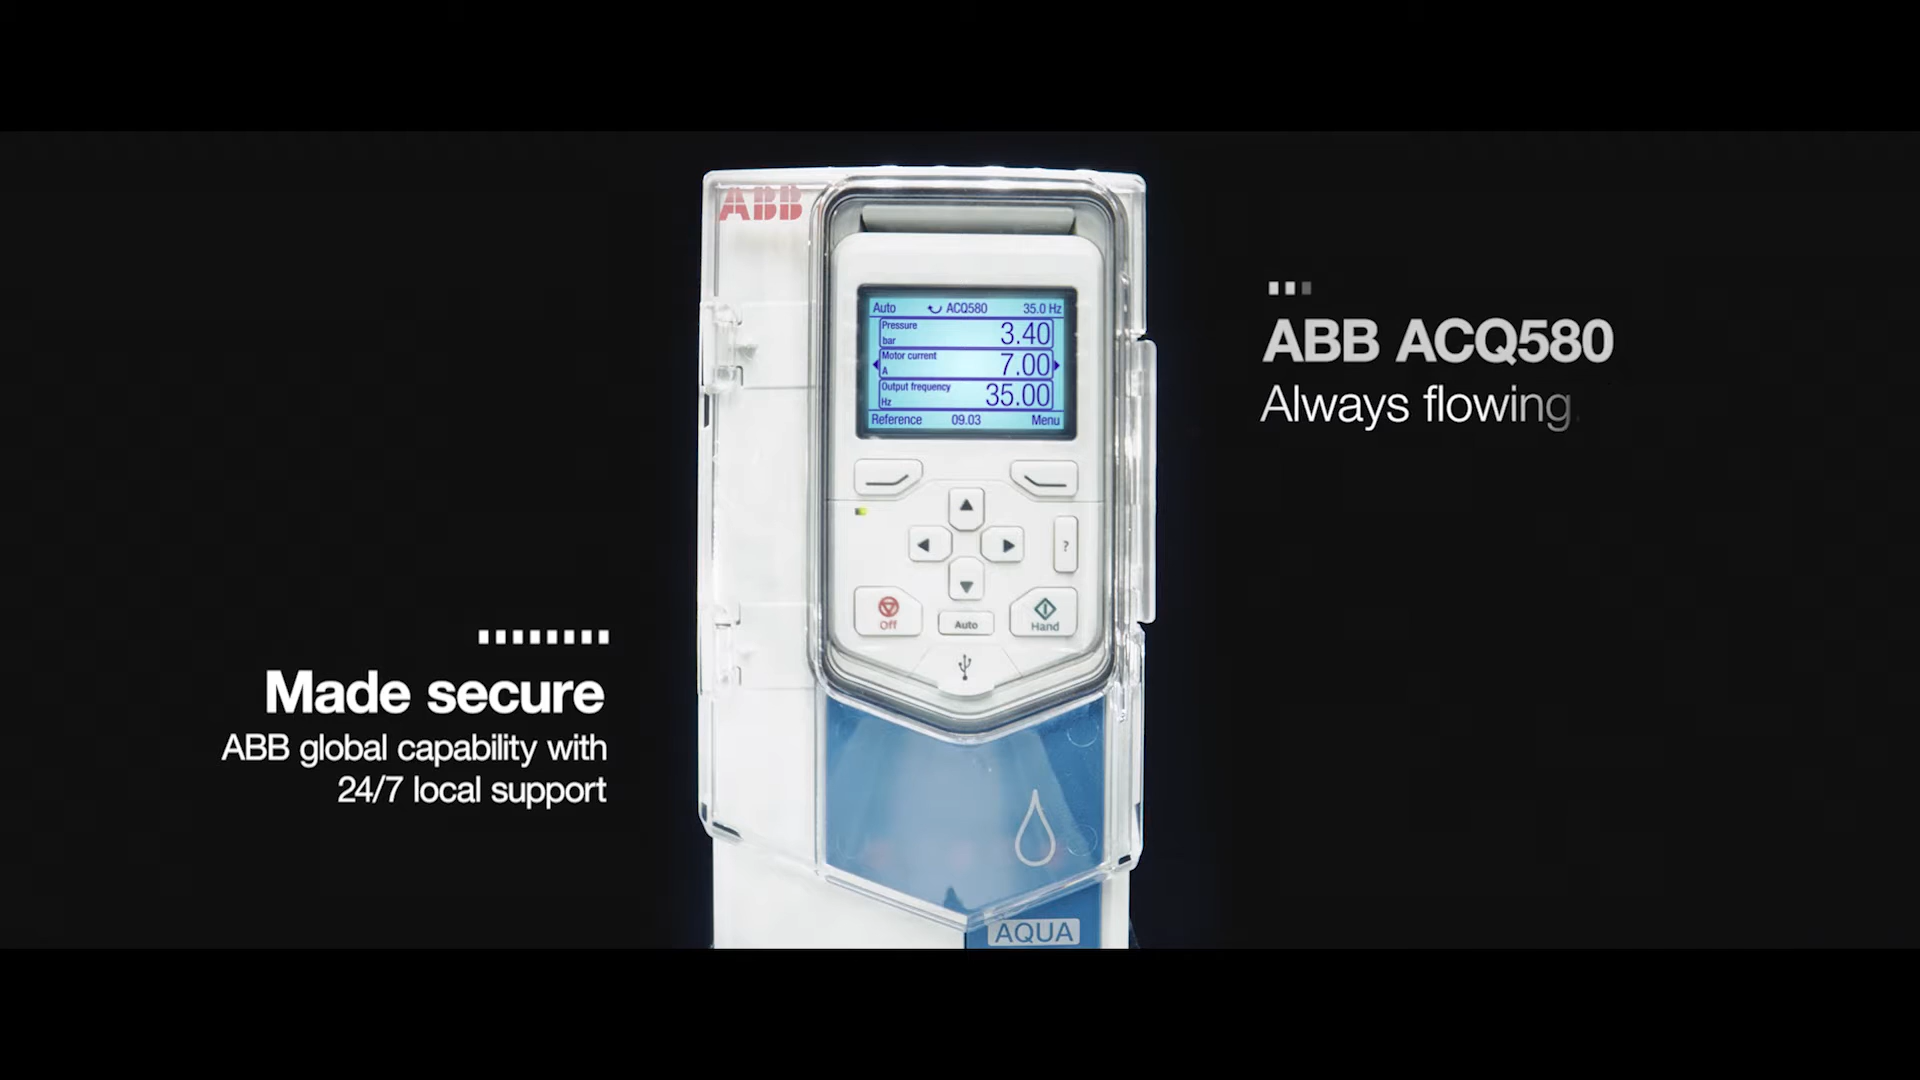 ABB
Auto ACQ580 35.0 Hz
Pressure
bar 3.40
Motor current
A 7.00
Output frequency
Hz 35.00
Reference 09.03 Menu
?
Off Auto Hand
AQUA
ABB ACQ580
Always flowing.
Made secure
ABB global capability with
24/7 local support